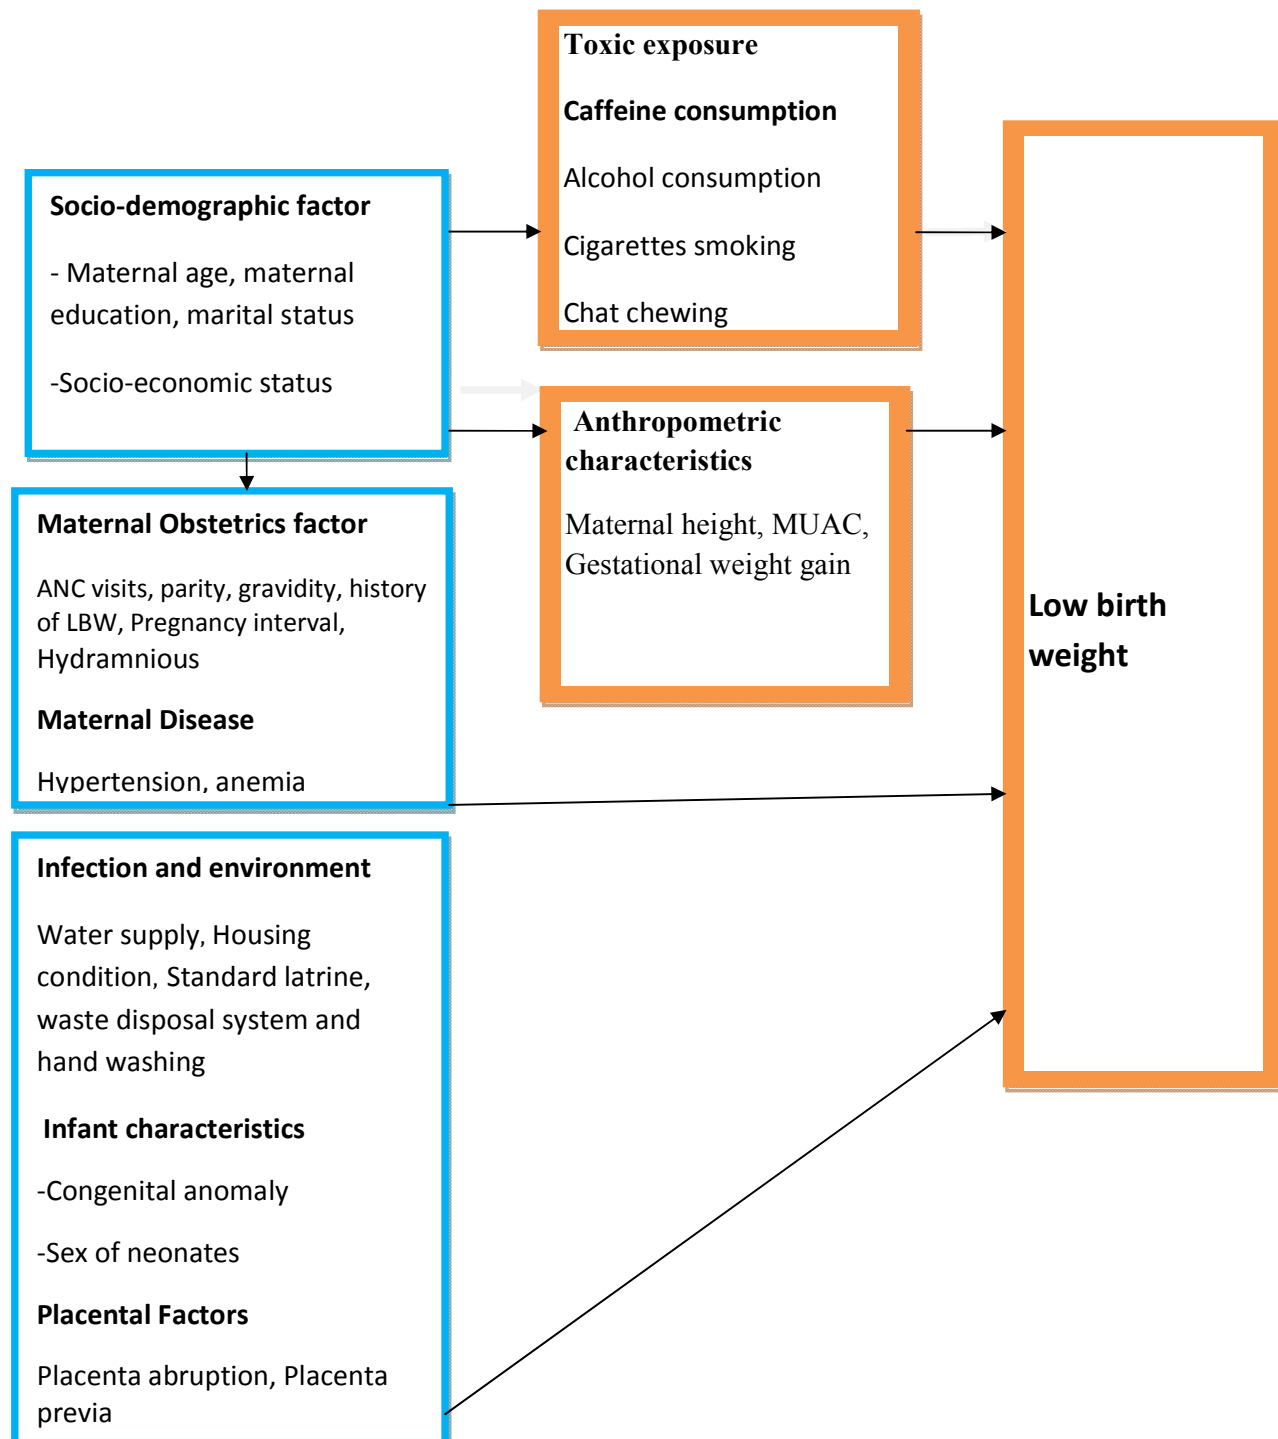 Toxic exposure
Caffeine consumption
Alcohol consumption
Cigarettes smoking
Chat chewing
Socio-demographic factor
- Maternal age, maternal
education, marital status
-Socio-economic status
Anthropometric
characteristics
Maternal height, MUAC,
Gestational weight gain
Maternal Obstetrics factor
ANC visits, parity, gravidity, history
of LBW, Pregnancy interval,
Hydramnious
Maternal Disease
Hypertension, anemia
Low birth
weight
Infection and environment
Water supply, Housing
condition, Standard latrine,
waste disposal system and
hand washing
Infant characteristics
-Congenital anomaly
-Sex of neonates
Placental Factors
Placenta abruption, Placenta
previa